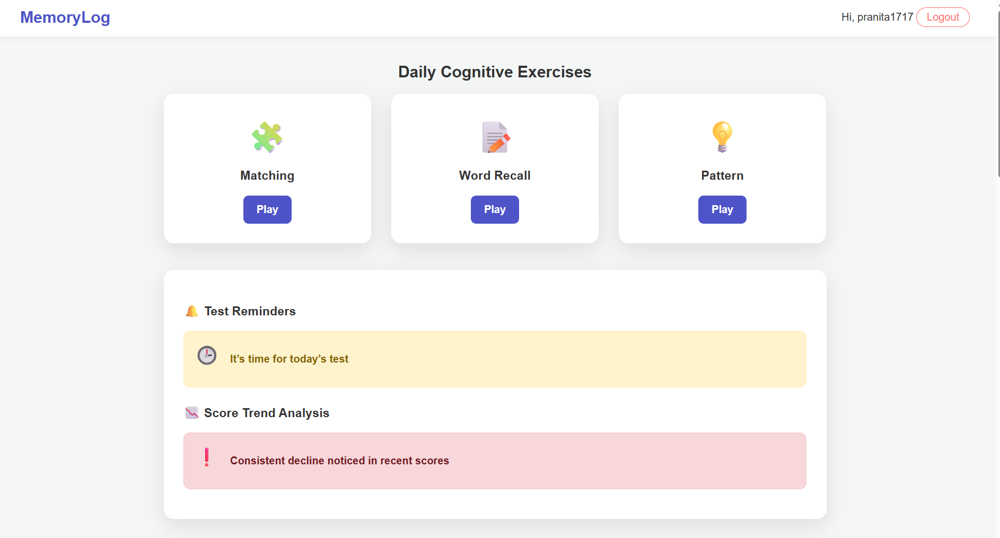 MemoryLog
Hi, pranita1717 Logout
Daily Cognitive Exercises
Matching
Play
Word Recall
Play
Pattern
Play
Test Reminders
It’s time for today’s test
Score Trend Analysis
Consistent decline noticed in recent scores